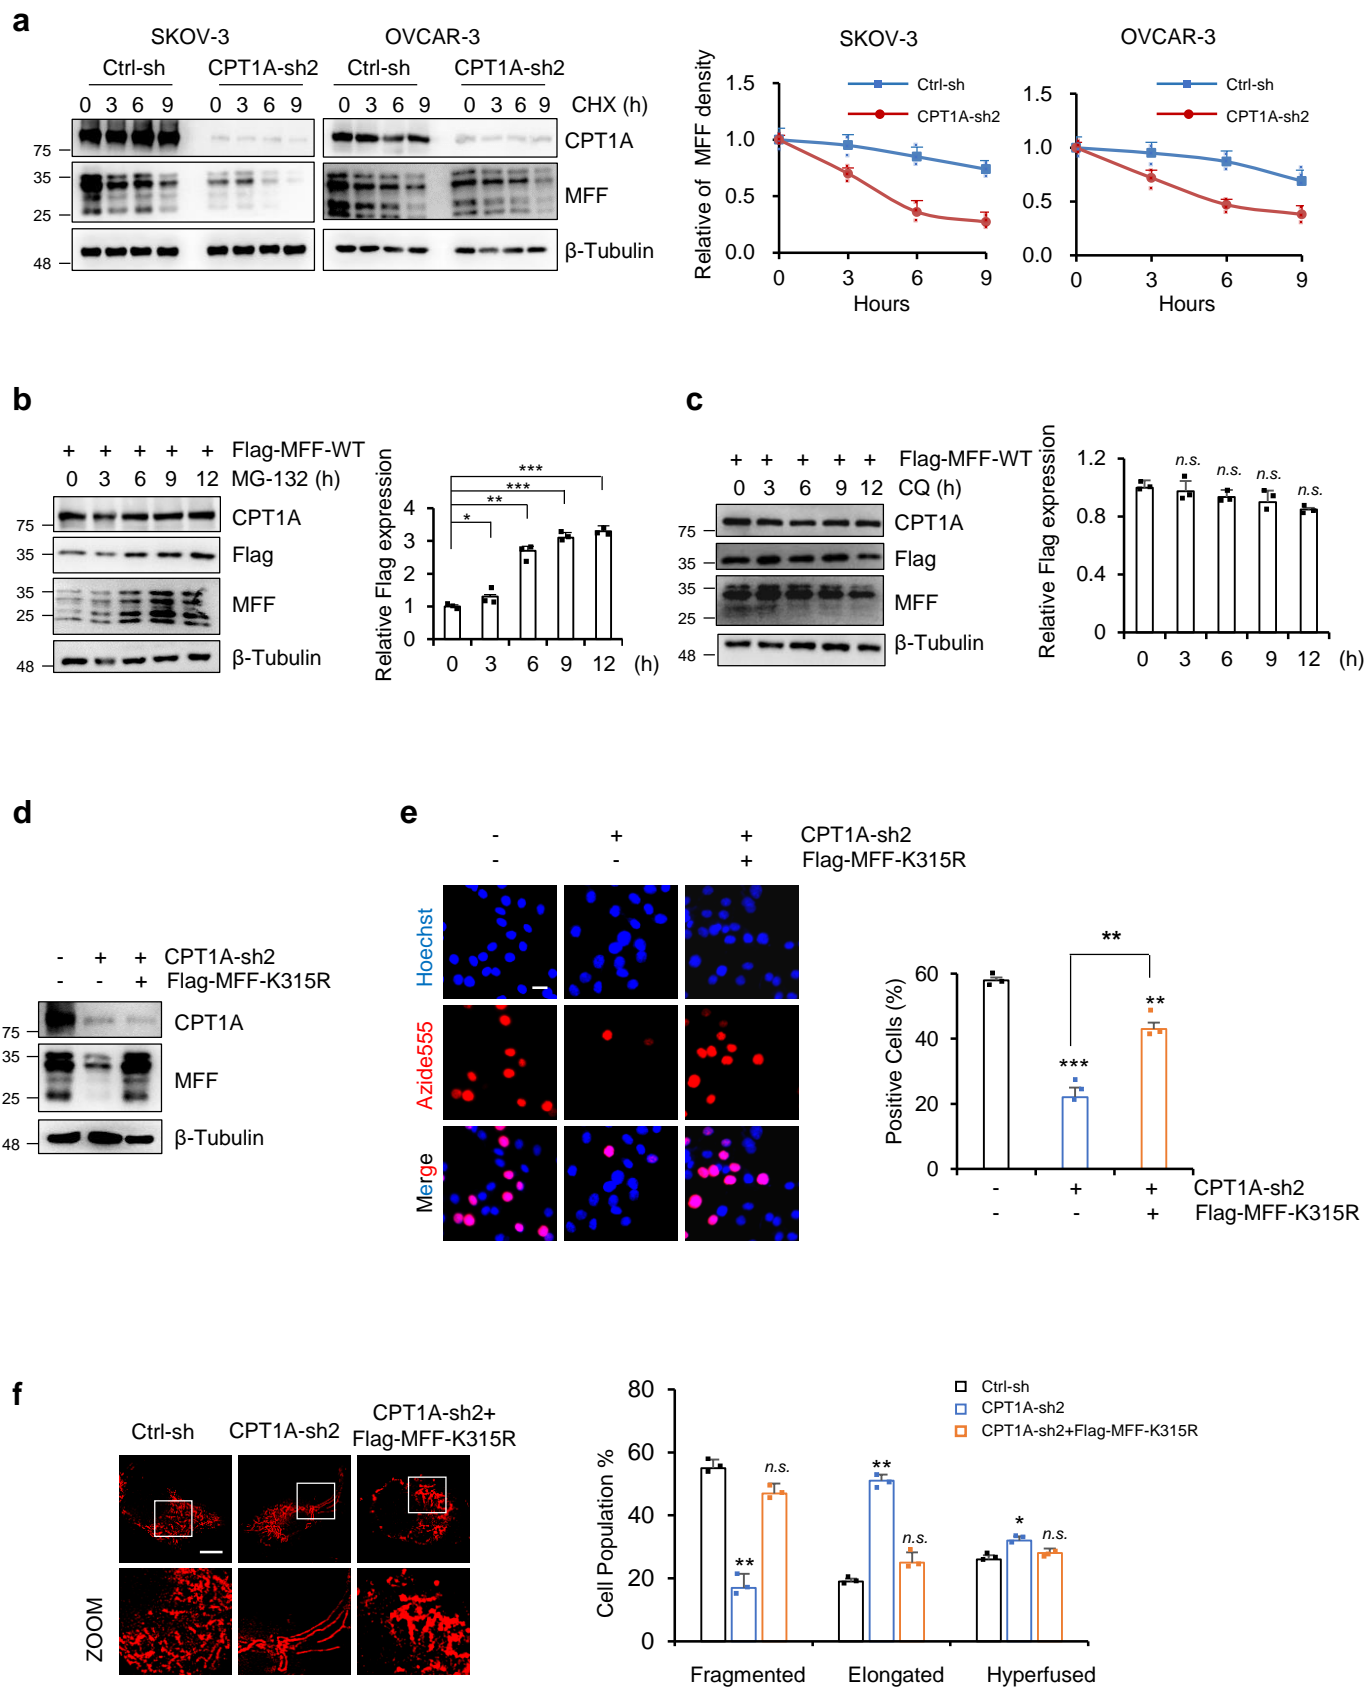 a
SKOV-3 OVCAR-3
Ctrl-sh CPT1A-sh2 Ctrl-sh CPT1A-sh2
0 3 6 9 0 3 6 9 0 3 6 9 0 3 6 9 CHX (h)
75 CPT1A
35
25 MFF
48 β-Tubulin
SKOV-3
Relative of MFF density
1.5
1.0
0.5
0.0
Ctrl-sh
CPT1A-sh2
0 3 6 9
Hours
OVCAR-3
1.5
1.0
0.5
0.0
Ctrl-sh
CPT1A-sh2
0 3 6 9
Hours
b
+ + + + + Flag-MFF-WT
0 3 6 9 12 MG-132 (h)
75 CPT1A
35 Flag
35
25 MFF
48 β-Tubulin
Relative Flag expression
4
3
2
1
0
***
***
**
*
0 3 6 9 12 (h)
c
+ + + + + Flag-MFF-WT
0 3 6 9 12 CQ (h)
75 CPT1A
35 Flag
35
25 MFF
48 β-Tubulin
Relative Flag expression
1.2
0.8
0.4
0
n.s. n.s. n.s. n.s.
0 3 6 9 12 (h)
d
- + + CPT1A-sh2
- - + Flag-MFF-K315R
75 CPT1A
35
25 MFF
48 β-Tubulin
e
- + + CPT1A-sh2
- - + Flag-MFF-K315R
Hoechst
Azide555
Merge
Positive Cells (%)
60
40
20
0
**
***
**
- + + CPT1A-sh2
- - + Flag-MFF-K315R
f
Ctrl-sh CPT1A-sh2 CPT1A-sh2+
Flag-MFF-K315R
ZOOM
Cell Population %
80
60
40
20
0
Ctrl-sh
CPT1A-sh2
CPT1A-sh2+Flag-MFF-K315R
** n.s. ** n.s. * n.s.
Fragmented Elongated Hyperfused